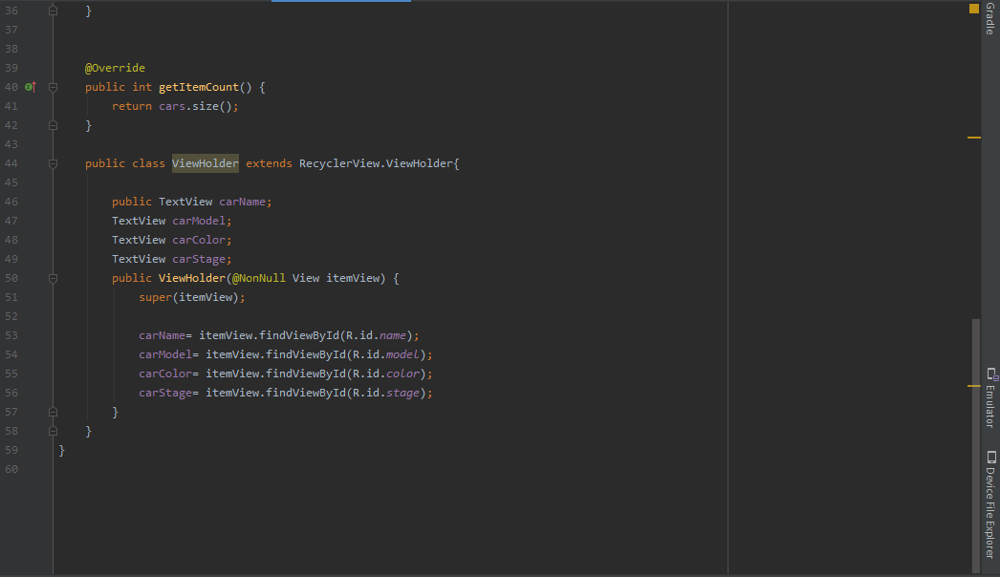 36 }
37
38
39 @Override
40 public int getItemCount() {
41 return cars.size();
42 }
43
44 public class ViewHolder extends RecyclerView.ViewHolder{
45
46 public TextView carName;
47 TextView carModel;
48 TextView carColor;
49 TextView carStage;
50 public ViewHolder(@NonNull View itemView) {
51 super(itemView);
52
53 carName= itemView.findViewById(R.id.name);
54 carModel= itemView.findViewById(R.id.model);
55 carColor= itemView.findViewById(R.id.color);
56 carStage= itemView.findViewById(R.id.stage);
57 }
58 }
59 }
60
Gradle
Emulator
Device File Explorer